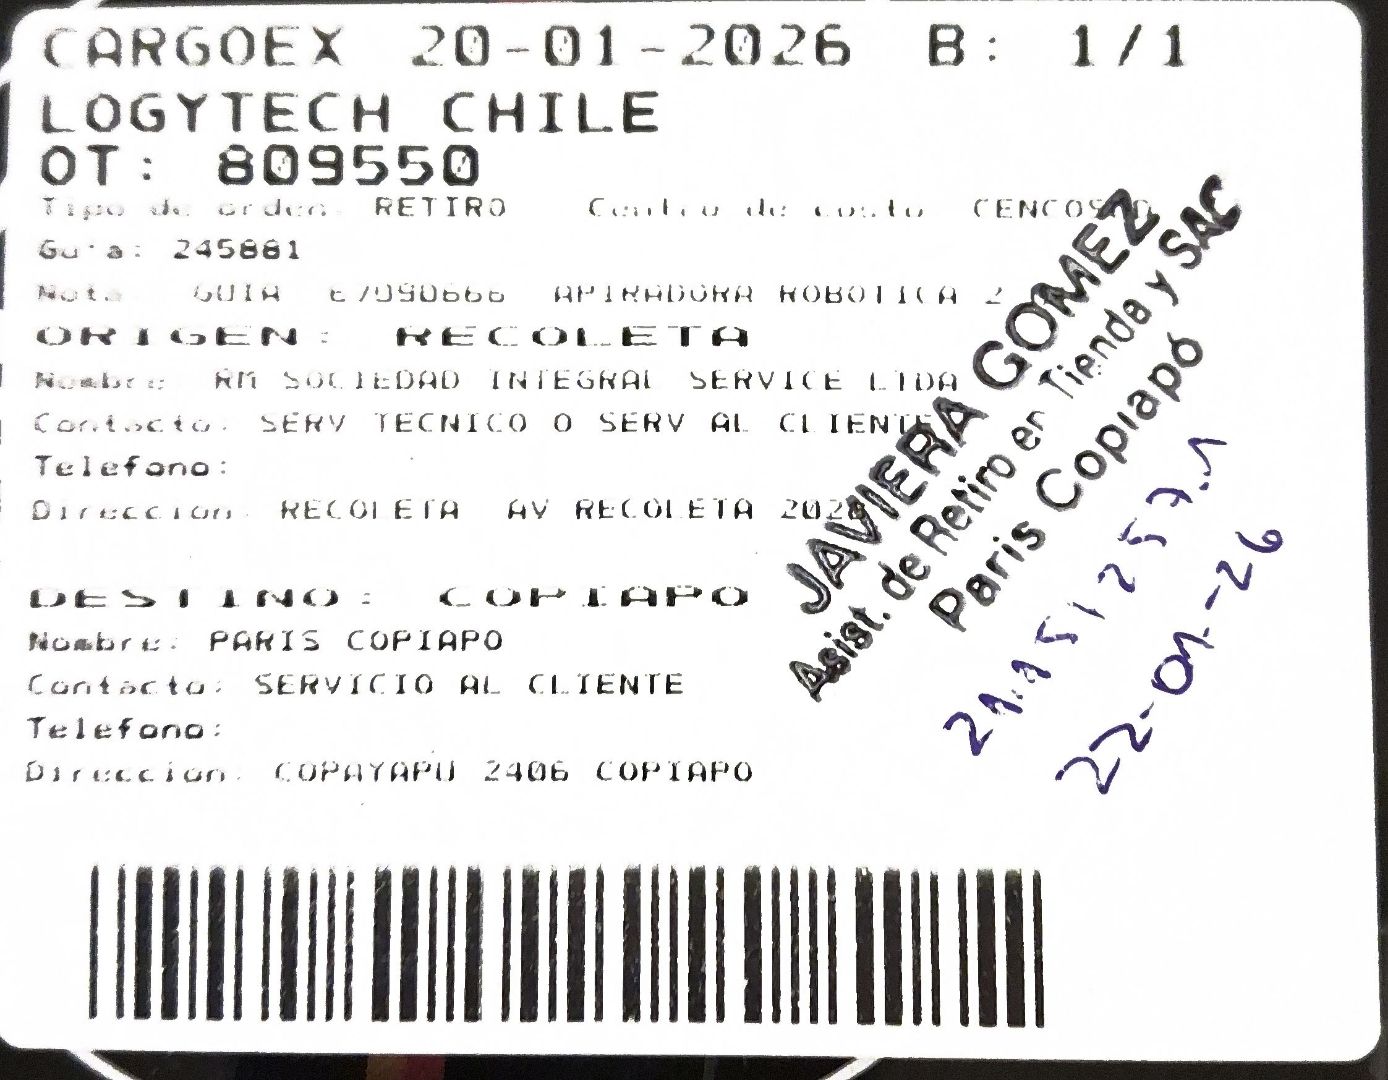 CARGOEX 20-01-2026 B: 1/1
LOGYTECH CHILE
OT: 809550
Tipo de orden: RETIRO Centro de costo: CENCOSUD
Guia: 245881
Nota: GUIA 67090666 APIRADORA ROBOTICA 2
ORIGEN: RECOLETA
Nombre: RM SOCIEDAD INTEGRAL SERVICE LTDA
Contacto: SERV TECNICO O SERV AL CLIENTE
Telefono:
Direccion: RECOLETA AV RECOLETA 2028
DESTINO: COPIAPO
Nombre: PARIS COPIAPO
Contacto: SERVICIO AL CLIENTE
Telefono:
Direccion: COPAYAPU 2406 COPIAPO
JAVIERA GOMEZ
Asist. de Retiro en Tienda y SAC
Paris Copiapó
22-01-26